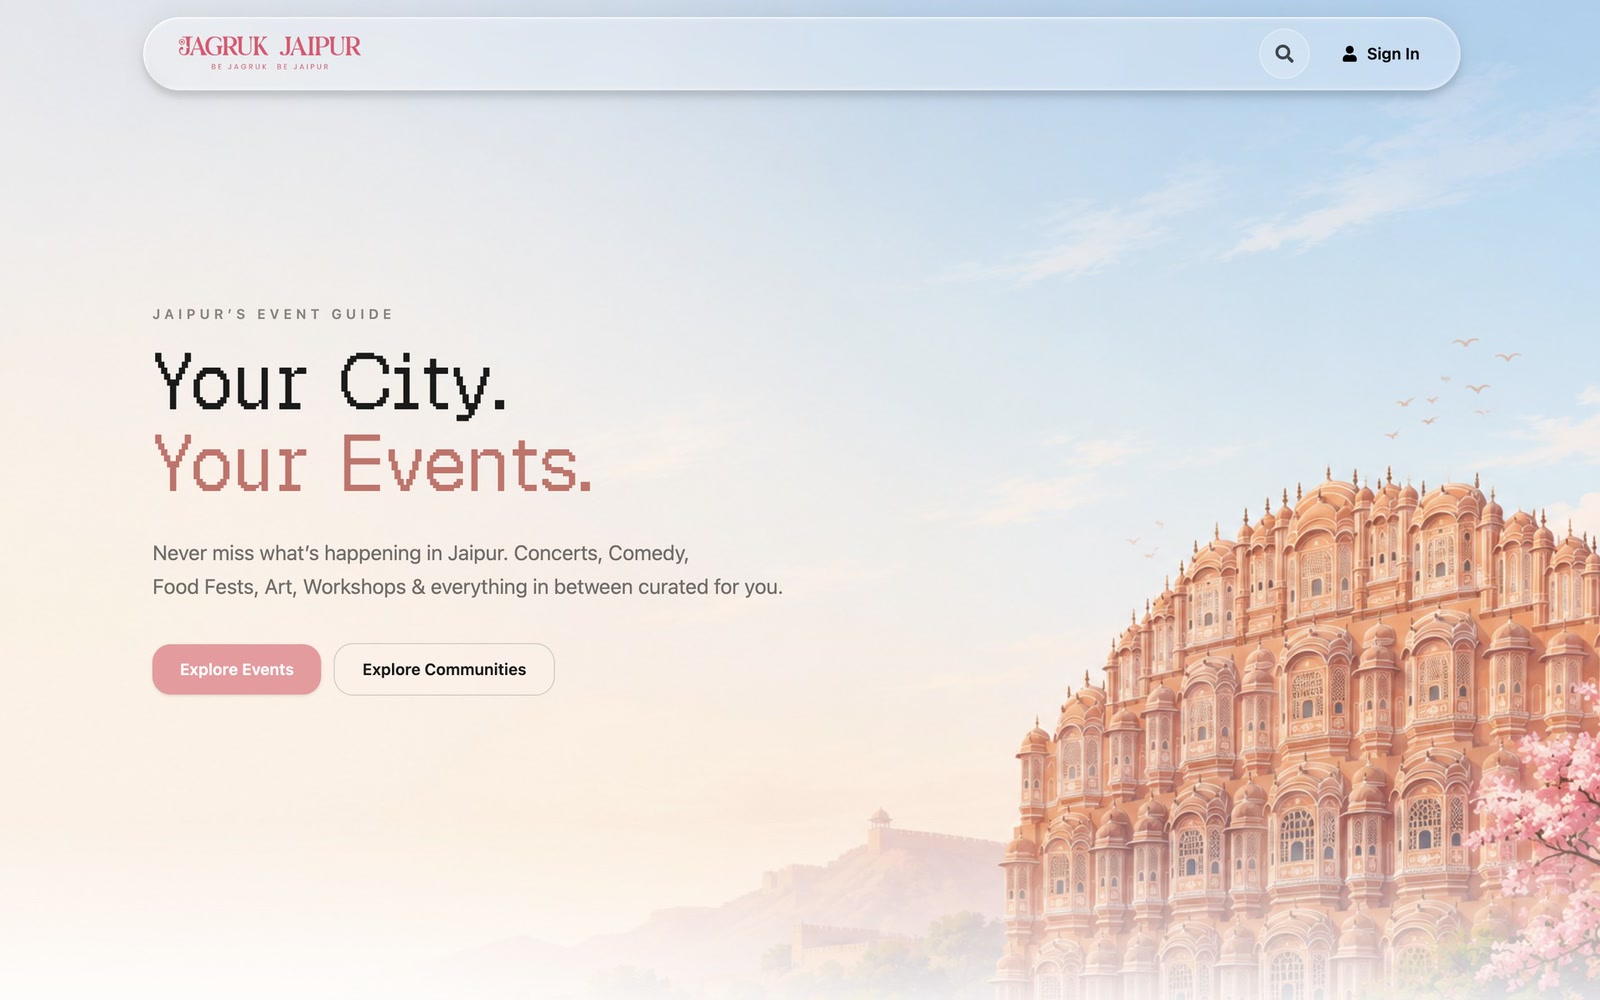 JAGRUK JAIPUR
BE JAGRUK BE JAIPUR
Sign In
JAIPUR’S EVENT GUIDE
Your City.
Your Events.
Never miss what’s happening in Jaipur. Concerts, Comedy,
Food Fests, Art, Workshops & everything in between curated for you.
Explore Events
Explore Communities